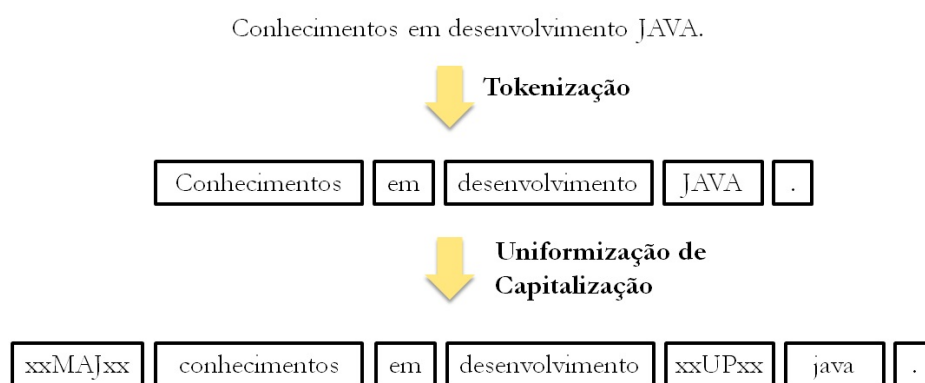 Conhecimentos em desenvolvimento JAVA.
Tokenização
Conhecimentos em desenvolvimento JAVA .
Uniformização de
Capitalização
xxMAJxx conhecimentos em desenvolvimento xxUPxx java .